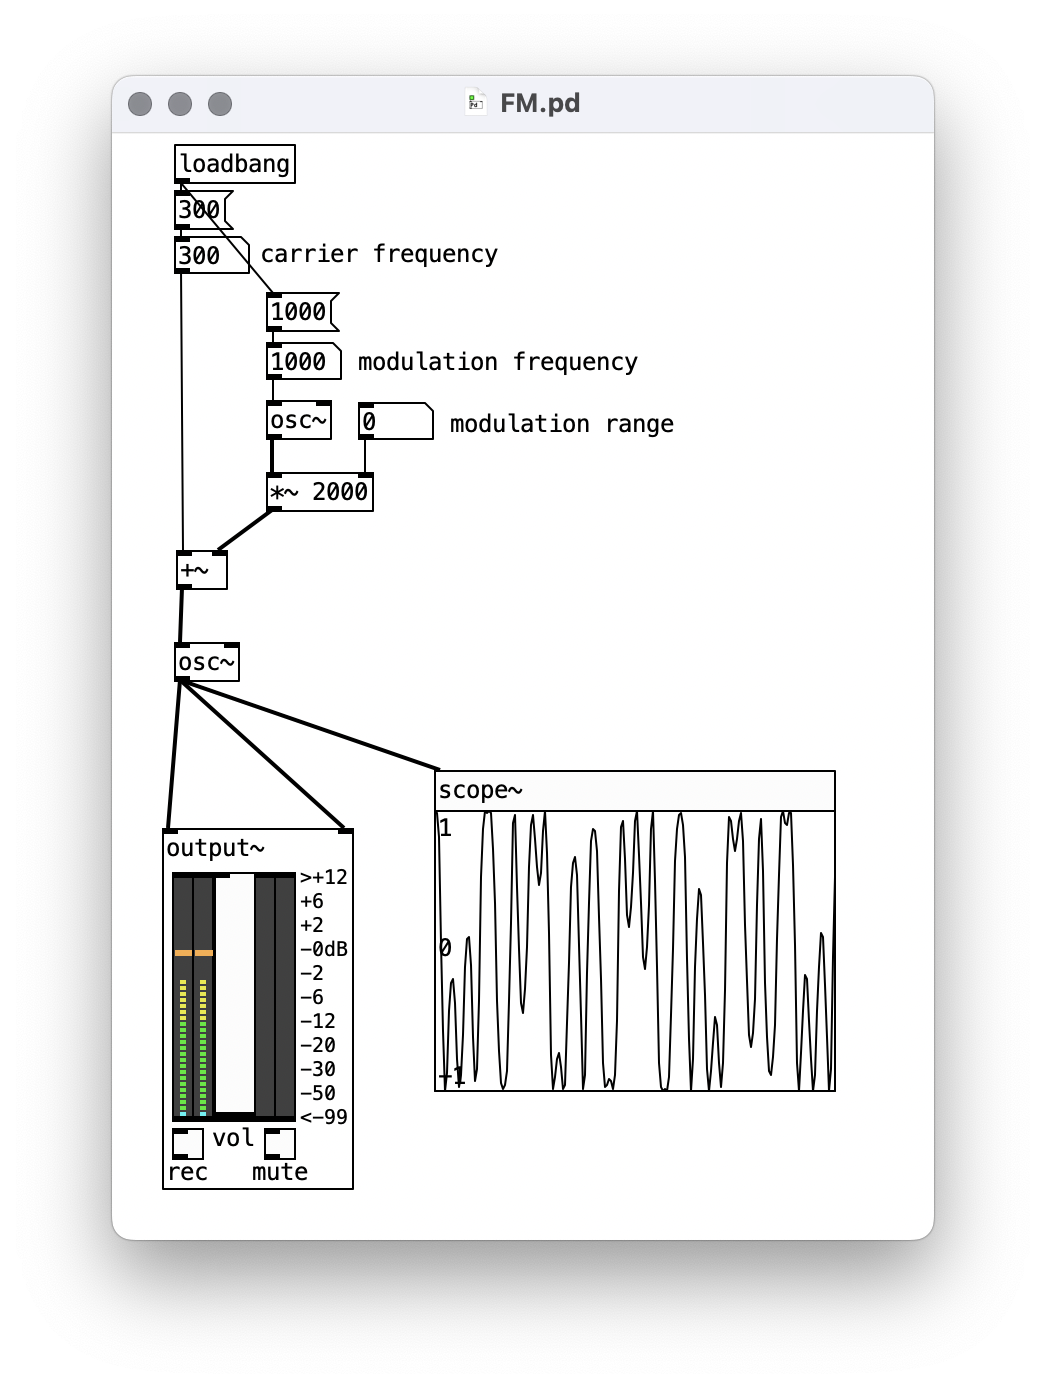 FM.pd
loadbang
300
300 carrier frequency
1000
1000 modulation frequency
osc~ 0 modulation range
*~ 2000
+~
osc~
scope~
1
0
-1
output~
>+12
+6
+2
-0dB
-2
-6
-12
-20
-30
-50
<-99
vol
rec mute